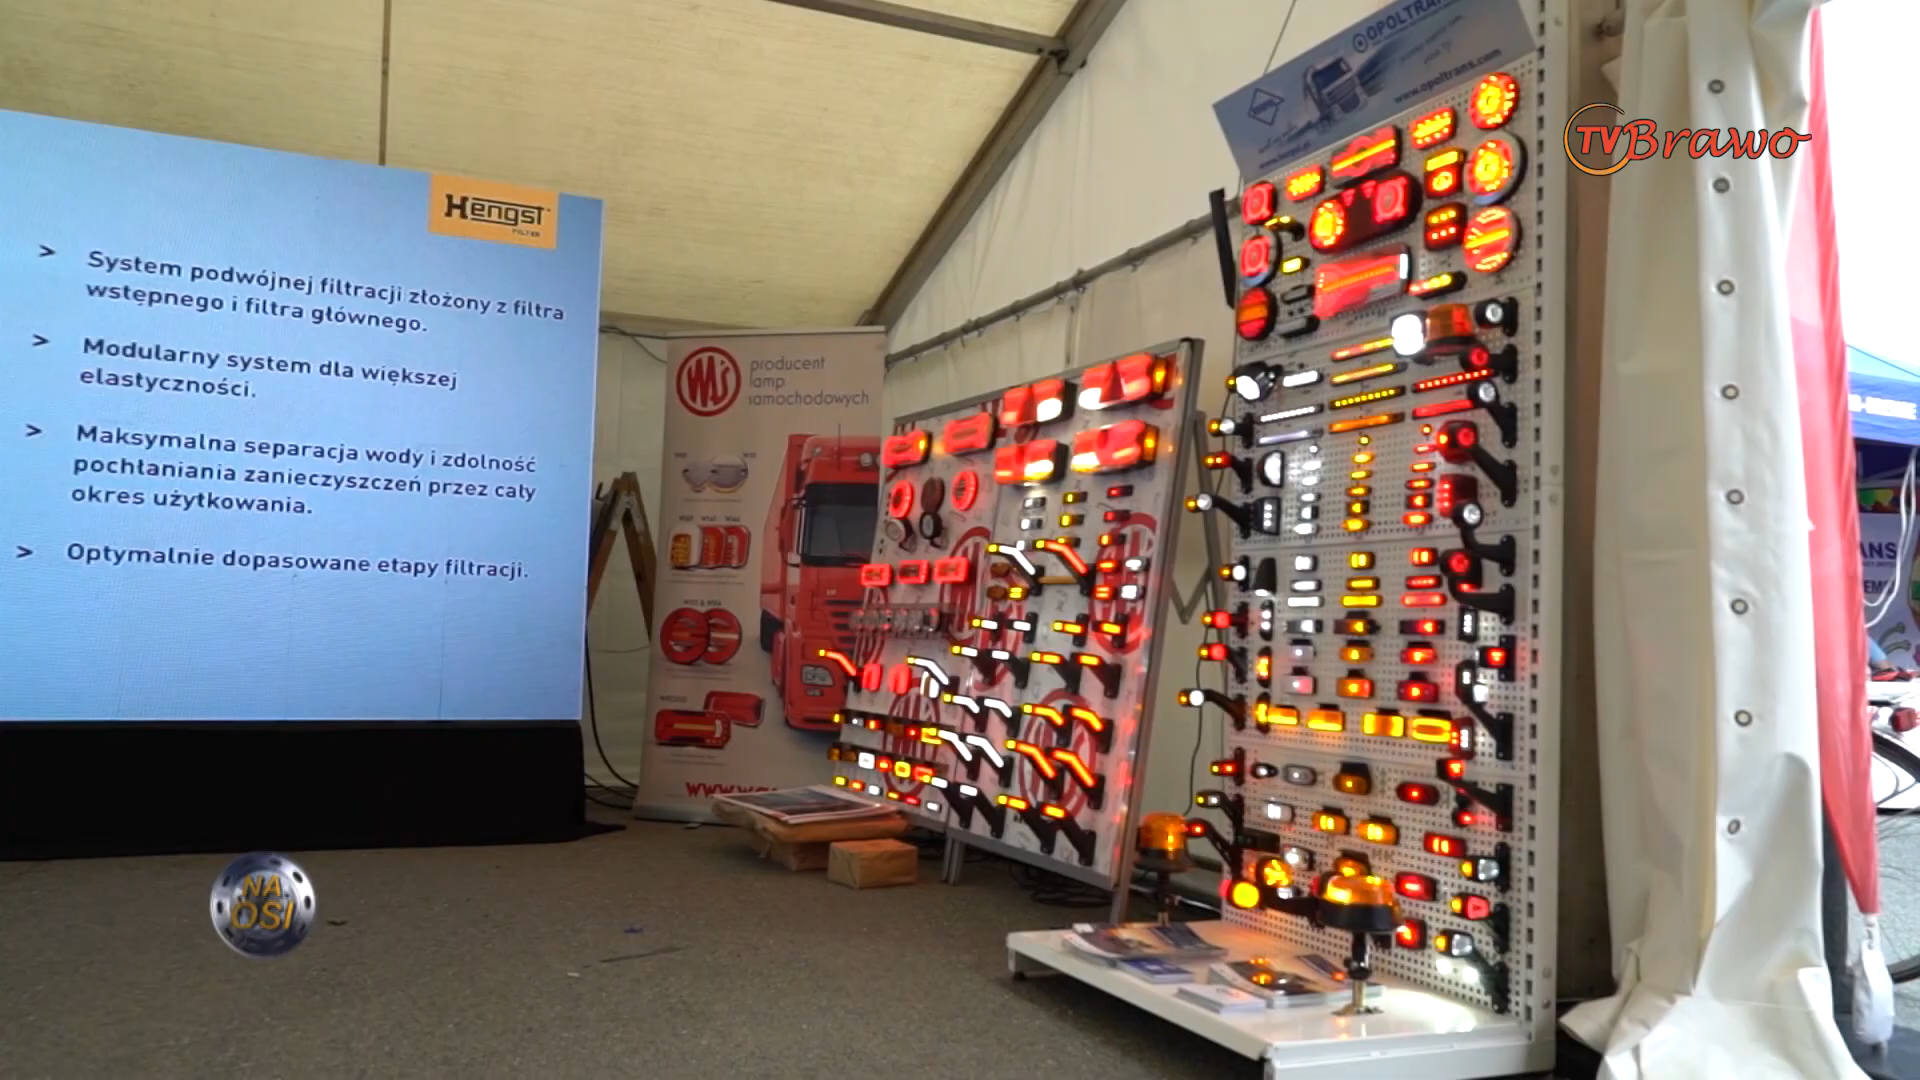 Hengst
FILTER
> System podwójnej filtracji złożony z filtra
wstępnego i filtra głównego.
> Modularny system dla większej
elastyczności.
> Maksymalna separacja wody i zdolność
pochłaniania zanieczyszczeń przez cały
okres użytkowania.
> Optymalnie dopasowane etapy filtracji.
WAŚ
producent
lamp
samochodowych
OPOLTRANS
www.opoltrans.com
TVBrawo
NA
OSI